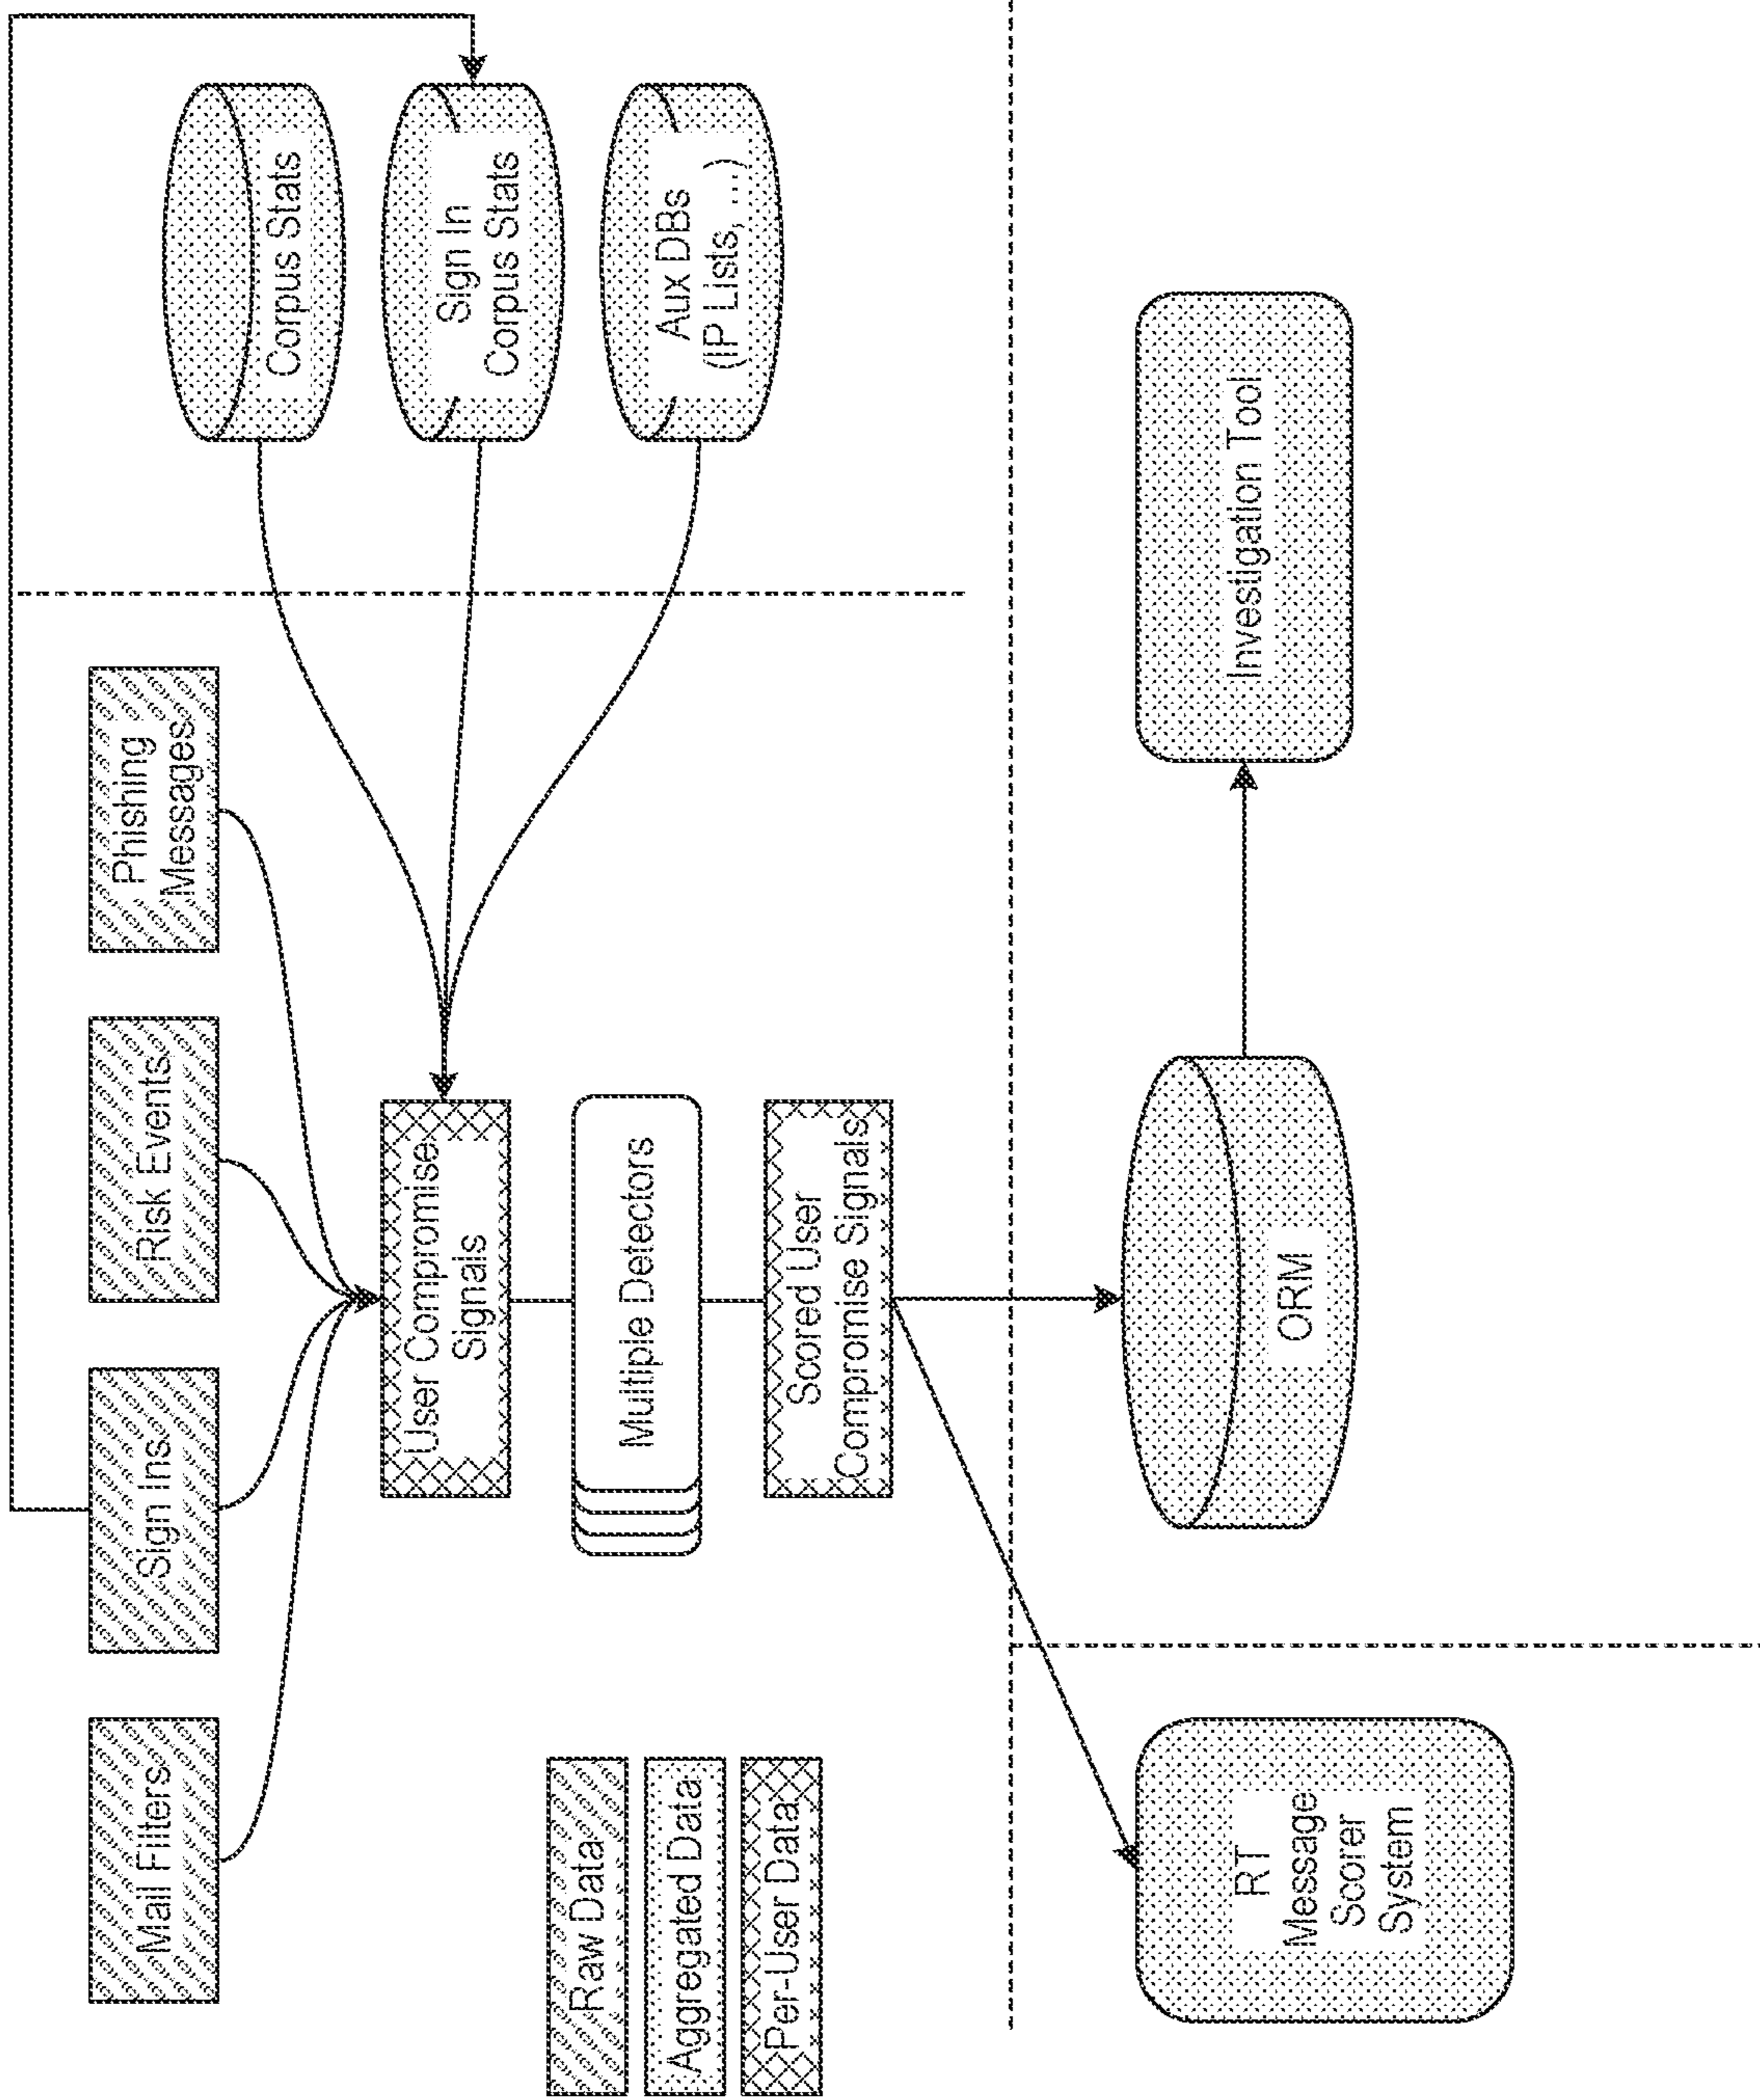 Mail Filters
Sign Ins
Risk Events
Phishing
Messages
User Compromise
Signals
Multiple Detectors
Scored User
Compromise Signals
Corpus Stats
Sign In
Corpus Stats
Aux DBs
(IP Lists, ...)
Raw Data
Aggregated Data
Per-User Data
RT
Message
Scorer
System
ORM
Investigation Tool